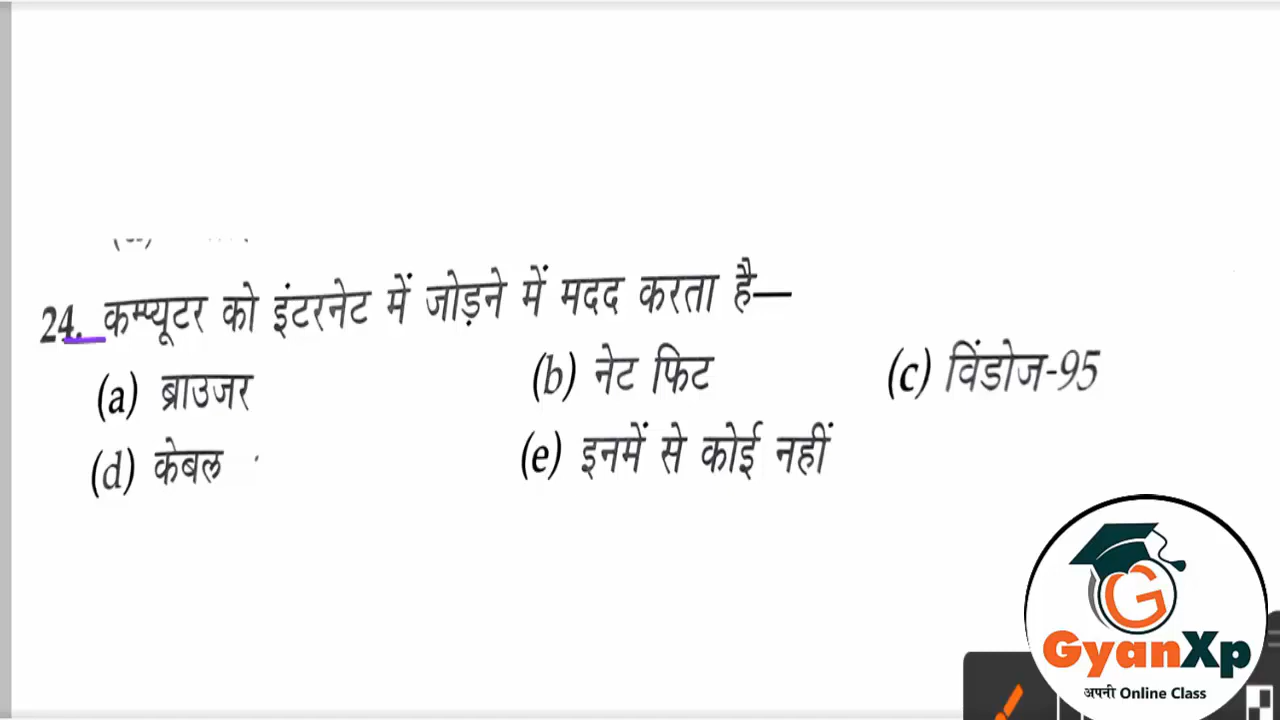 24. कम्प्यूटर को इंटरनेट में जोड़ने में मदद करता है—
(a) ब्राउजर (b) नेट फिट (c) विंडोज-95
(d) केबल (e) इनमें से कोई नहीं
G
GyanXp
अपनी Online Class